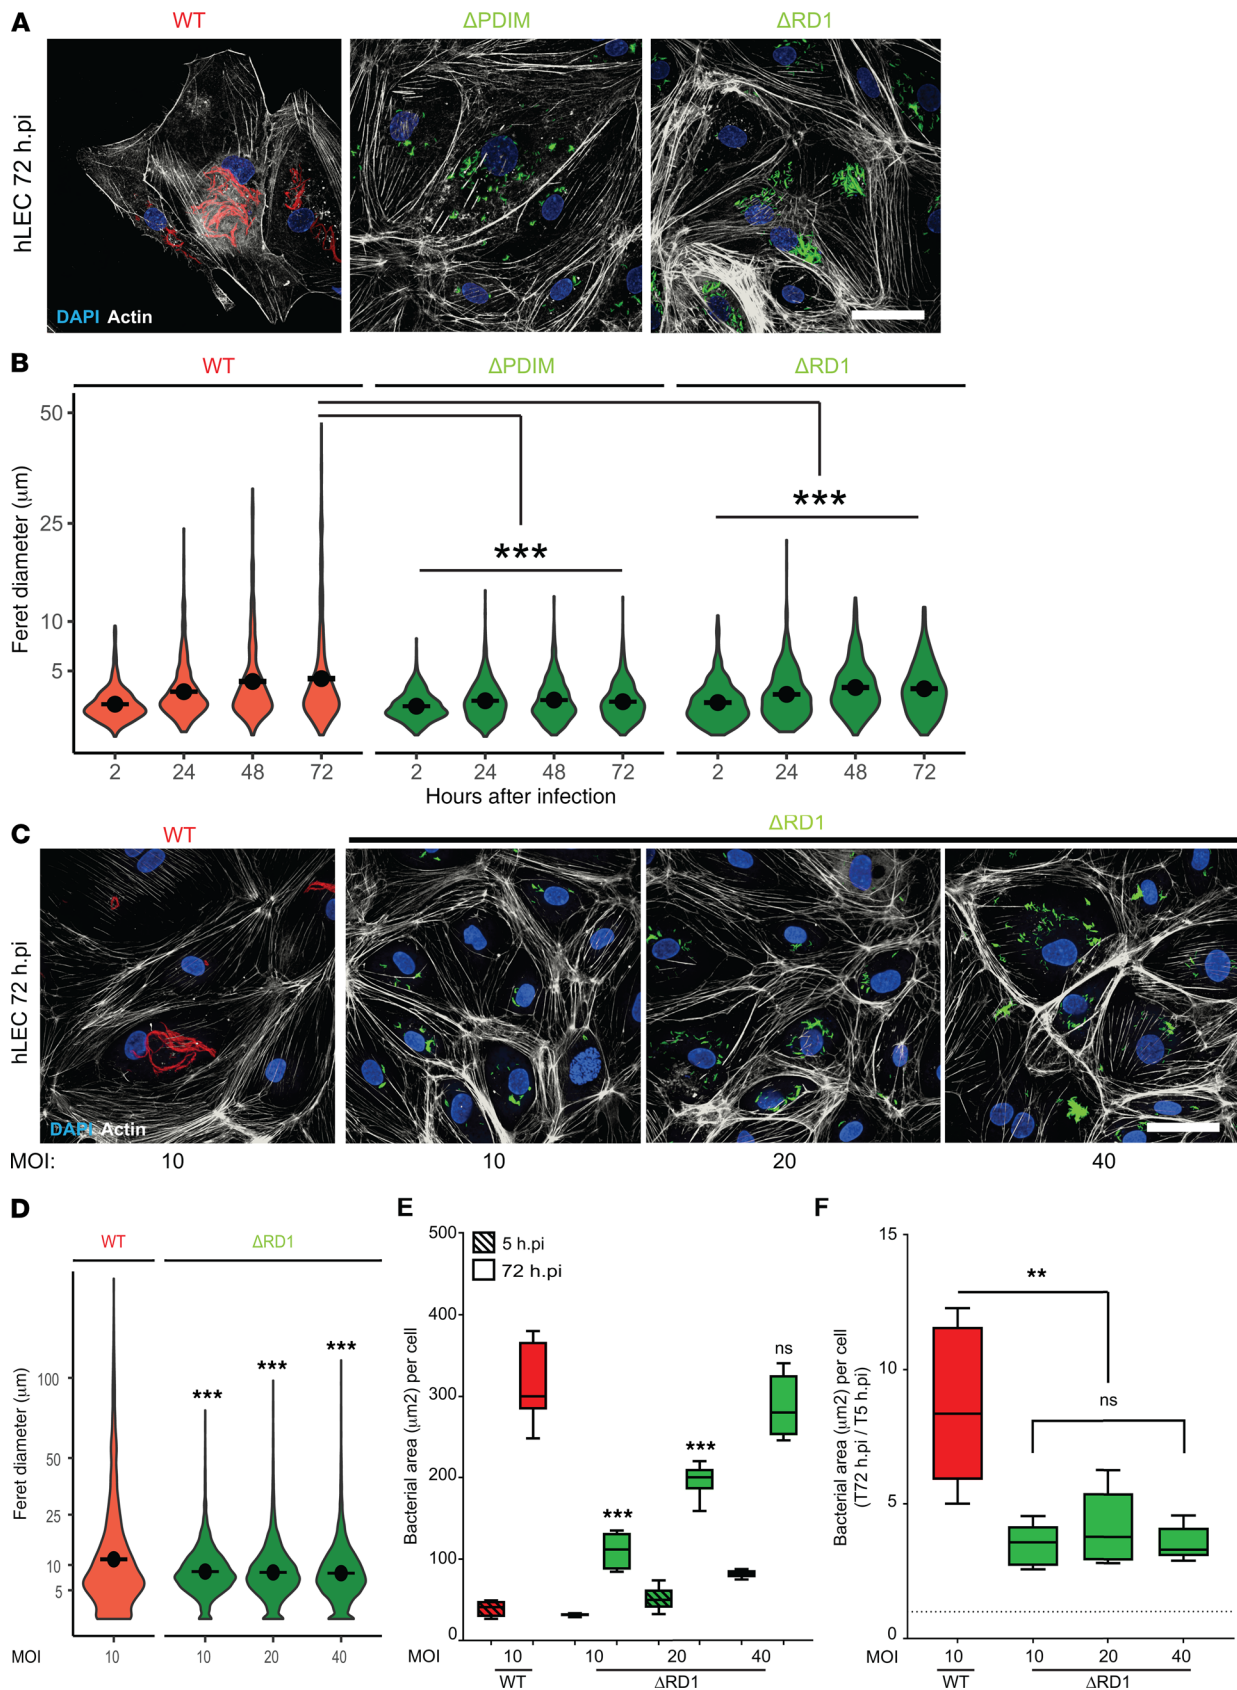 A
WT
ΔPDIM
ΔRD1
hLEC 72 h.pi
DAPI Actin
B
WT
ΔPDIM
ΔRD1
Feret diameter (μm)
50
25
10
5
***
***
2 24 48 72 2 24 48 72 2 24 48 72
Hours after infection
C
WT
ΔRD1
hLEC 72 h.pi
DAPI Actin
MOI: 10 10 20 40
D
WT
ΔRD1
Feret diameter (μm)
100
50
25
10
5
***
***
***
MOI 10 10 20 40
E
Bacterial area (μm2) per cell
500
400
300
200
100
0
5 h.pi
72 h.pi
***
***
ns
MOI 10 10 20 40
WT ΔRD1
F
Bacterial area (μm2) per cell
(T72 h.pi / T5 h.pi)
15
10
5
0
**
ns
MOI 10 10 20 40
WT ΔRD1